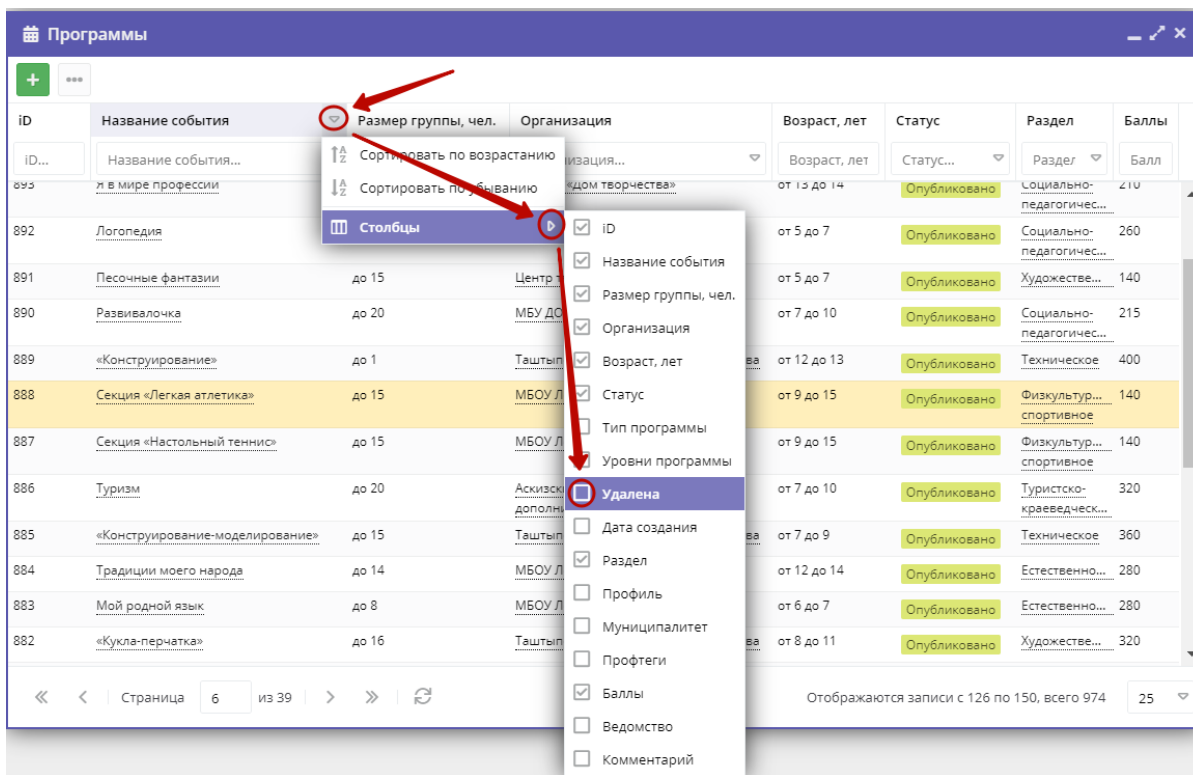 Программы
iD Название события Размер группы, чел. Организация Возраст, лет Статус Раздел Баллы
iD... Название события... изация... Возраст, лет Статус... Раздел Балл
Сортировать по возрастанию
Сортировать по убыванию
Столбцы
iD
Название события
Размер группы, чел.
Организация
Возраст, лет
Статус
Тип программы
Уровни программы
Удалена
Дата создания
Раздел
Профиль
Муниципалитет
Профтеги
Баллы
Ведомство
Комментарий
893 Я в мире профессии «Дом творчества» от 13 до 14 Опубликовано Социально- 210
педагогичес...
892 Логопедия от 5 до 7 Опубликовано Социально- 260
педагогичес...
891 Песочные фантазии до 15 Центр от 5 до 7 Опубликовано Художестве... 140
890 Развивалочка до 20 МБУ ДО от 7 до 10 Опубликовано Социально- 215
педагогичес...
889 «Конструирование» до 1 Таштып ва от 12 до 13 Опубликовано Техническое 400
888 Секция «Легкая атлетика» до 15 МБОУ Л от 9 до 15 Опубликовано Физкультур... 140
спортивное
887 Секция «Настольный теннис» до 15 МБОУ Л от 9 до 15 Опубликовано Физкультур... 140
спортивное
886 Туризм до 20 Аскизск от 7 до 10 Опубликовано Туристско- 320
дополн краеведческ...
885 «Конструирование-моделирование» до 15 Таштып ва от 7 до 9 Опубликовано Техническое 360
884 Традиции моего народа до 14 МБОУ Л от 12 до 14 Опубликовано Естественно... 280
883 Мой родной язык до 8 МБОУ Л от 6 до 7 Опубликовано Естественно... 280
882 «Кукла-перчатка» до 16 Таштып ва от 8 до 11 Опубликовано Художестве... 320
Страница 6 из 39 Отображаются записи с 126 по 150, всего 974 25